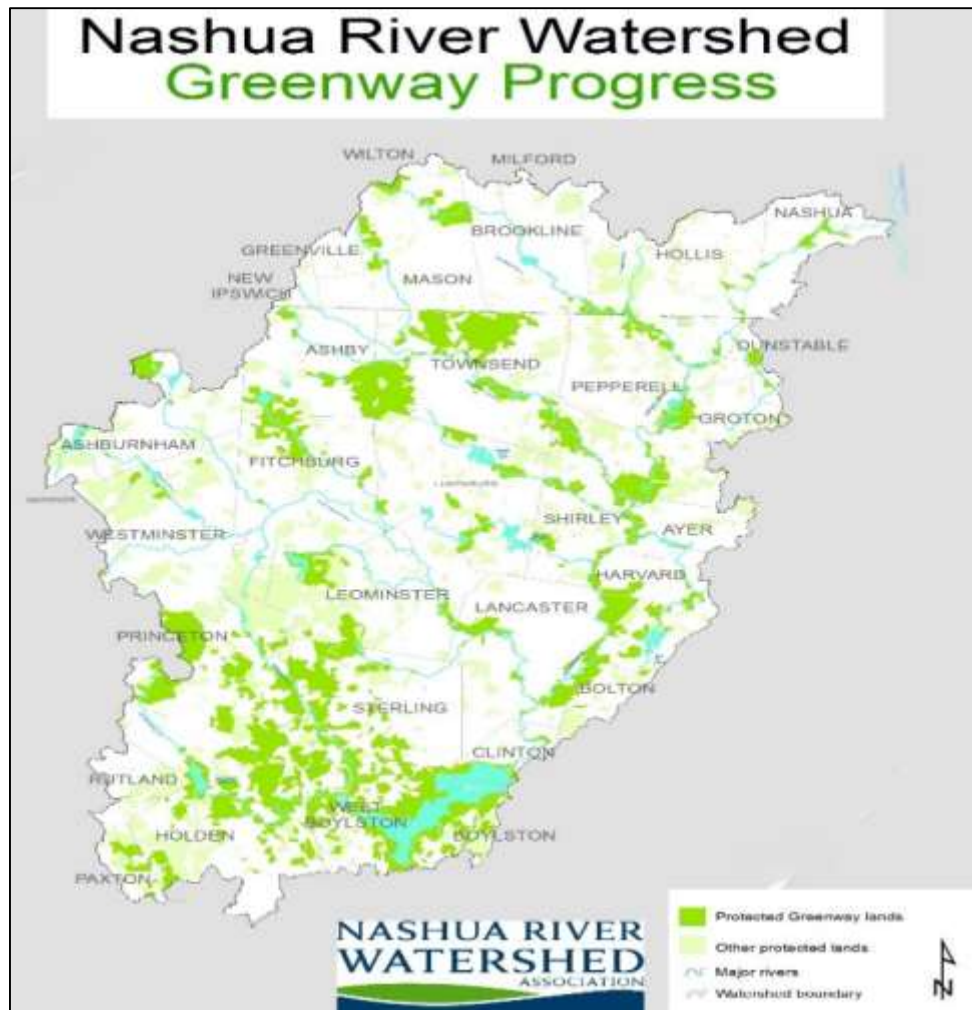 Nashua River Watershed
Greenway Progress
WILTON
MILFORD
NASHUA
BROOKLINE
GREENVILLE
HOLLIS
NEW
IPSWICH
MASON
DUNSTABLE
ASHBY
TOWNSEND
PEPPERELL
GROTON
ASHBURNHAM
FITCHBURG
SHIRLEY
AYER
WESTMINSTER
HARVARD
LEOMINSTER
LANCASTER
PRINCETON
BOLTON
STERLING
CLINTON
RUTLAND
WEST
BOYLSTON
HOLDEN
BOYLSTON
PAXTON
Protected Greenway lands
Other protected lands
Major rivers
Watershed boundary
N
NASHUA RIVER
WATERSHED
ASSOCIATION